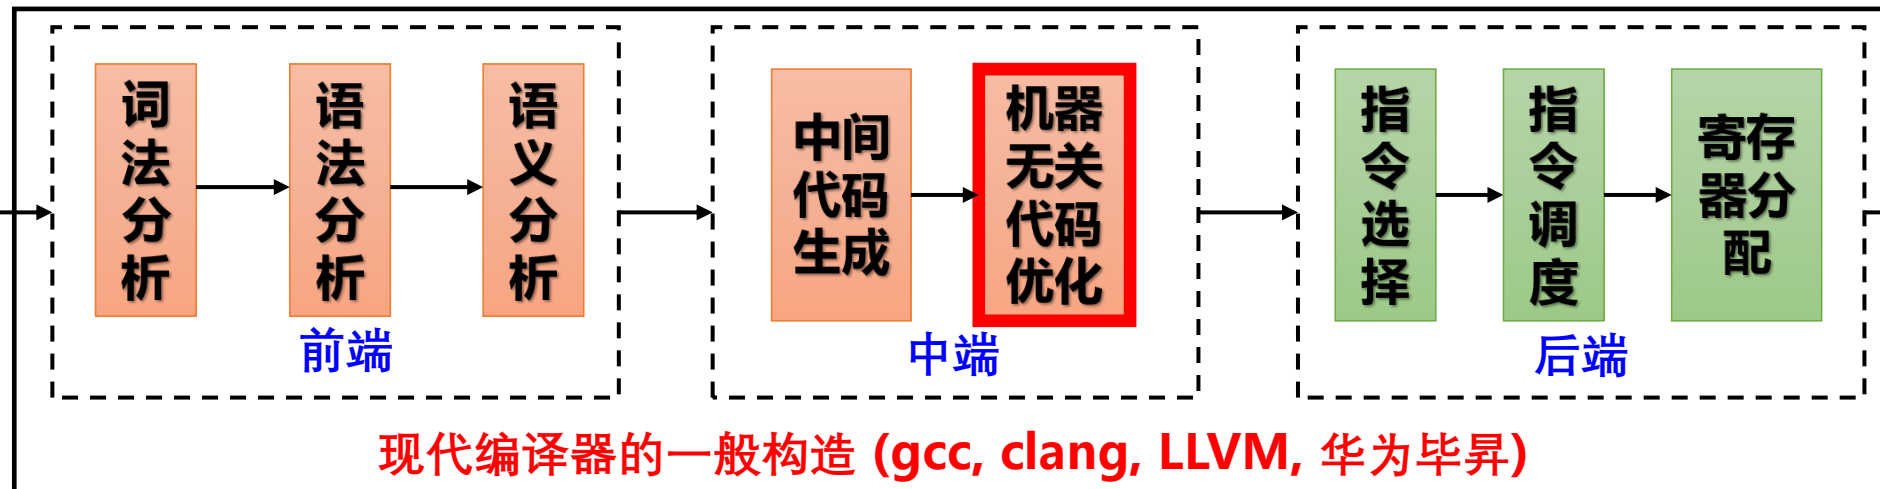 词
法
分
析
语
法
分
析
语
义
分
析
前端
中间
代码
生成
机器
无关
代码
优化
中端
指
令
选
择
指
令
调
度
寄存
器分
配
后端
现代编译器的一般构造 (gcc, clang, LLVM, 华为毕昇)